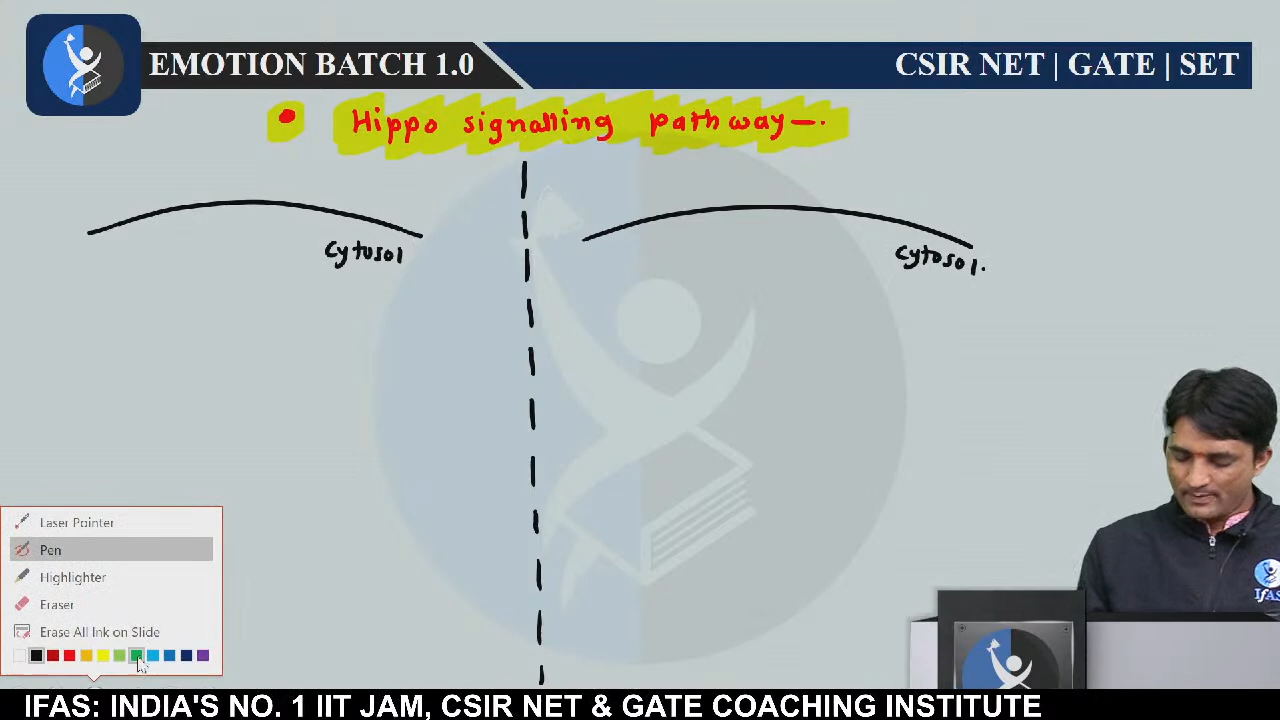 EMOTION BATCH 1.0
CSIR NET | GATE | SET
Hippo signalling pathway—.
cytosol
cytosol.
Laser Pointer
Pen
Highlighter
Eraser
Erase All Ink on Slide
IFAS
IFAS: INDIA'S NO. 1 IIT JAM, CSIR NET & GATE COACHING INSTITUTE